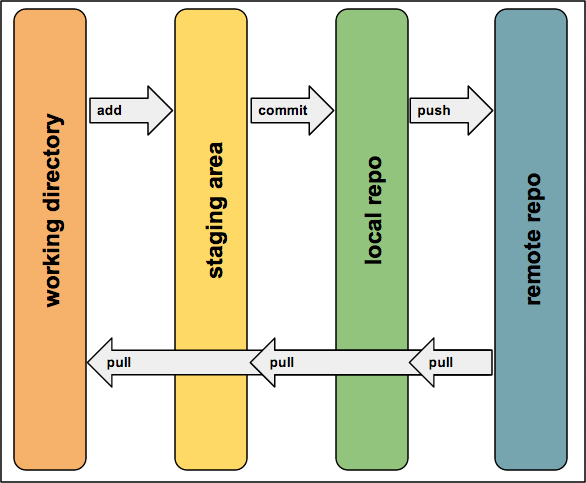 add
commit
push
working directory
staging area
local repo
remote repo
pull
pull
pull